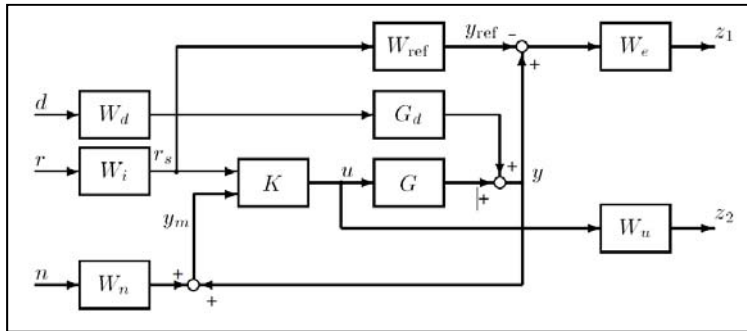 W_ref y_ref - + W_e z_1
d W_d G_d
r W_i r_s K u G + + y
y_m W_u z_2
n W_n + +